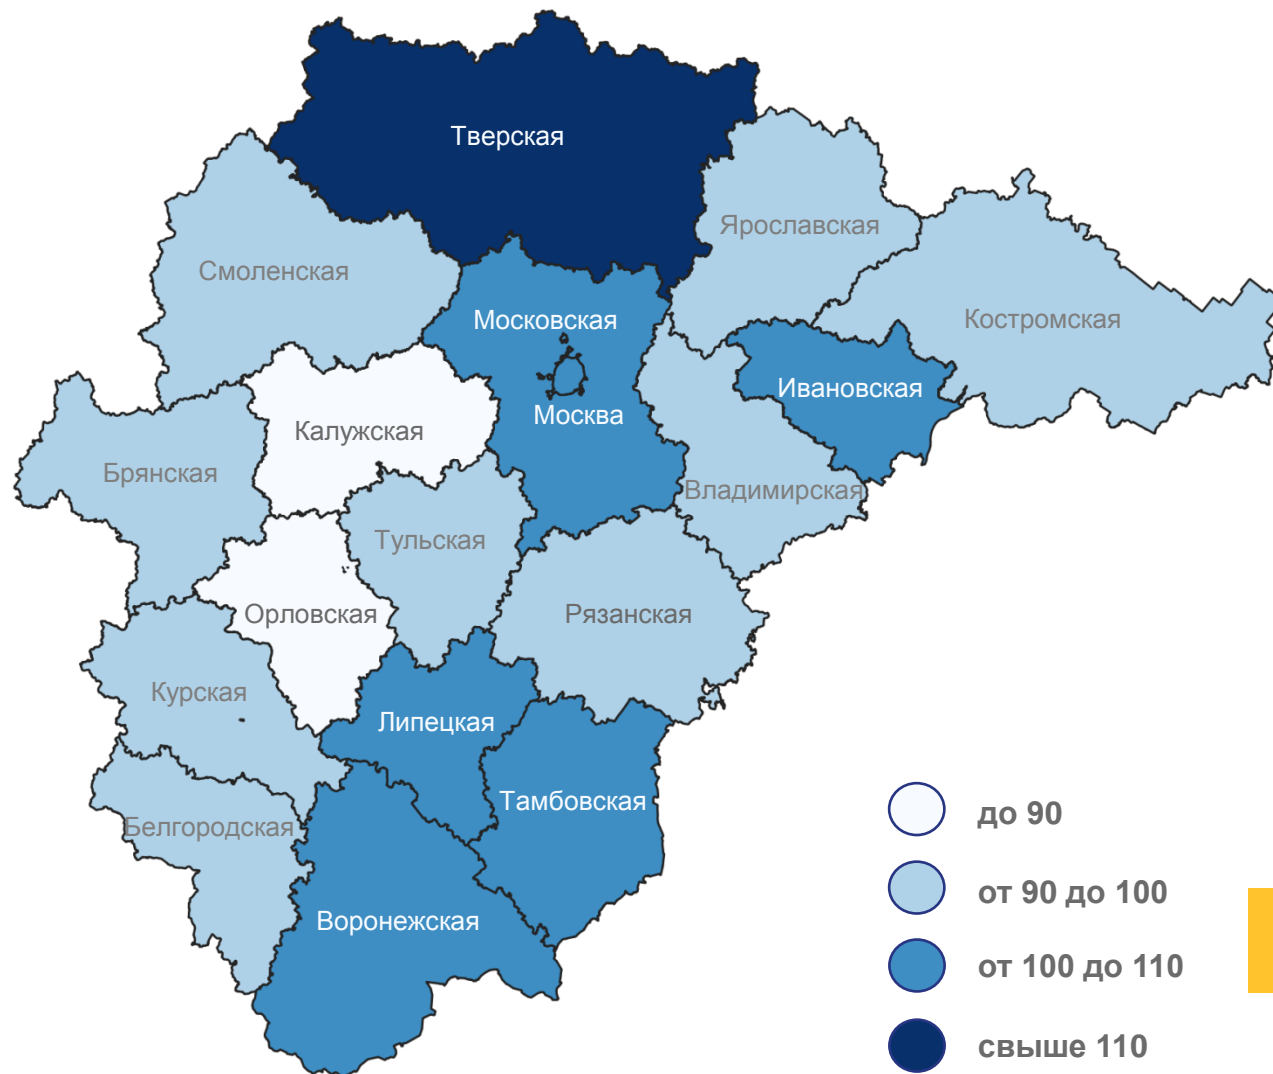 Тверская
Ярославская
Смоленская
Московская
Костромская
Ивановская
Москва
Калужская
Брянская
Владимирская
Тульская
Орловская
Рязанская
Курская
Липецкая
Тамбовская
Белгородская
Воронежская
до 90
от 90 до 100
от 100 до 110
свыше 110